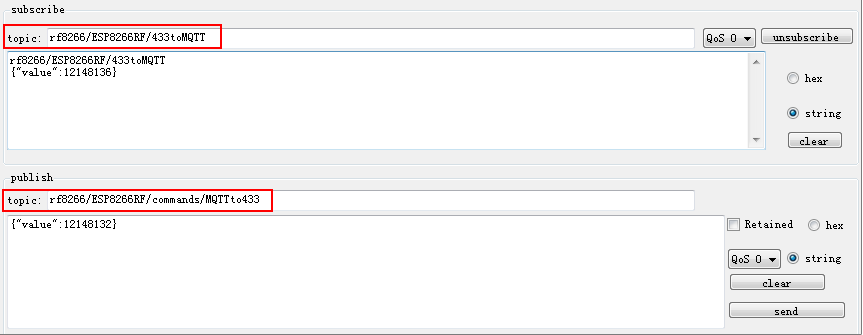 subscribe
topic: rf8266/ESP8266RF/433toMQTT QoS 0 unsubscribe
rf8266/ESP8266RF/433toMQTT
{"value":12148136}
hex
string
clear
publish
topic: rf8266/ESP8266RF/commands/MQTTto433
{"value":12148132}
Retained hex
QoS 0 string
clear
send